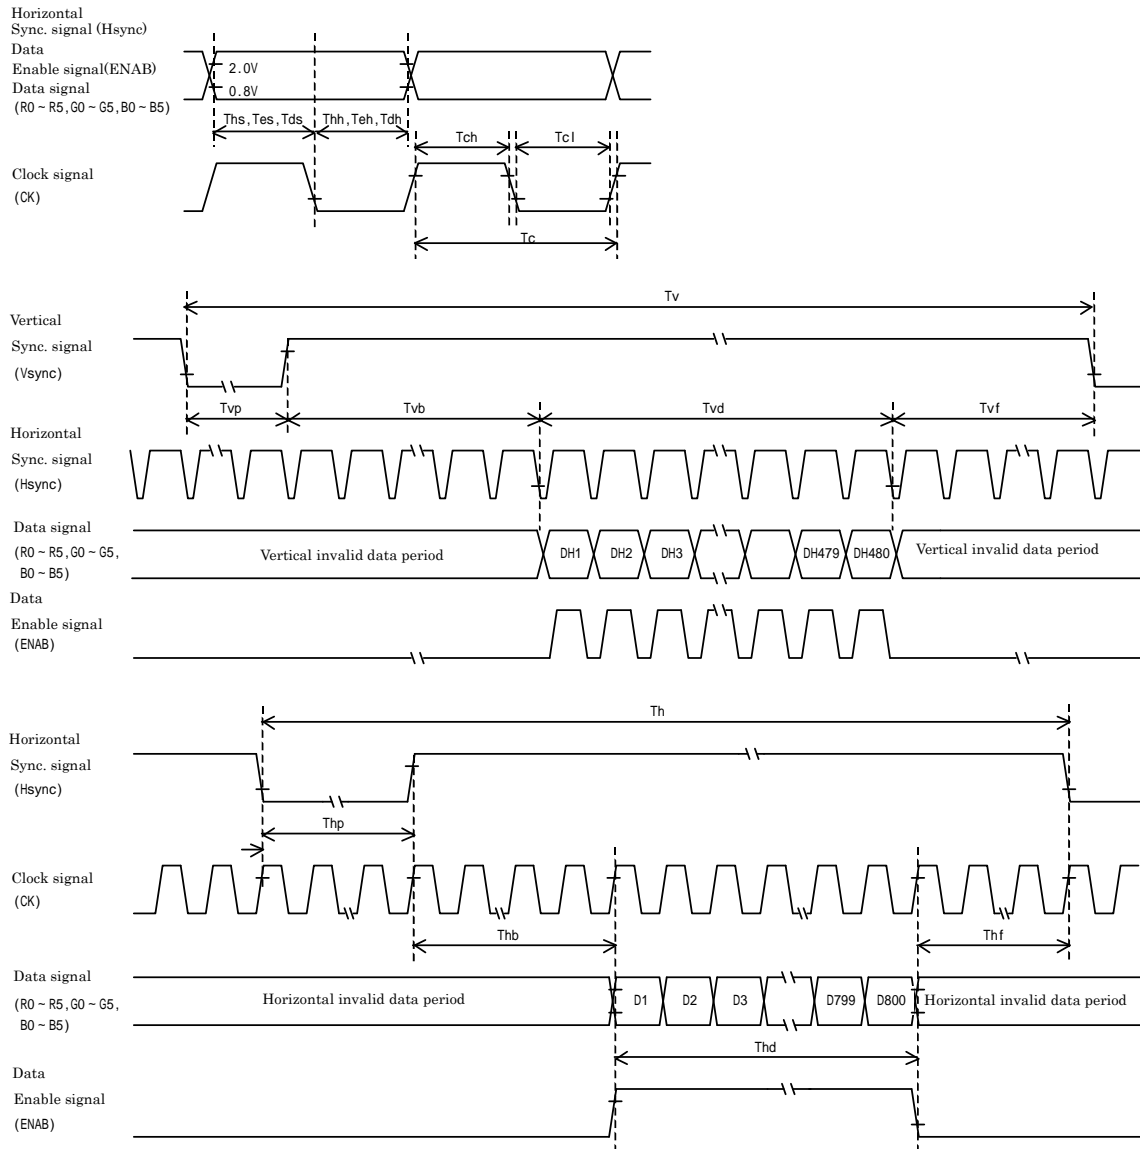 Horizontal
Sync. signal (Hsync)
Data
Enable signal(ENAB)
Data signal
(R0～R5,G0～G5,B0～B5)
2.0V
0.8V
Ths,Tes,Tds
Thh,Teh,Tdh
Tch
Tcl
Clock signal
(CK)
Tc
Tv
Vertical
Sync. signal
(Vsync)
Tvp
Tvb
Tvd
Tvf
Horizontal
Sync. signal
(Hsync)
Data signal
(R0～R5,G0～G5,
B0～B5)
Vertical invalid data period
DH1
DH2
DH3
DH479
DH480
Vertical invalid data period
Data
Enable signal
(ENAB)
Th
Horizontal
Sync. signal
(Hsync)
Thp
Clock signal
(CK)
Thb
Thf
Data signal
(R0～R5,G0～G5,
B0～B5)
Horizontal invalid data period
D1
D2
D3
D799
D800
Horizontal invalid data period
Thd
Data
Enable signal
(ENAB)